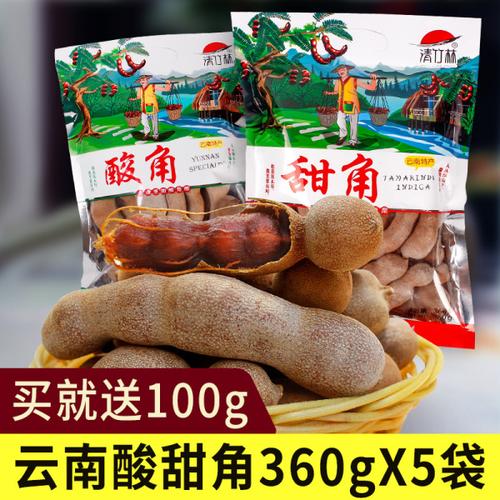 清竹林
酸角
YUNNAN
SPECIAL
清竹林
云南特产
甜角
TAMARINDUS
INDICA
买就送100g
云南酸甜角360gX5袋